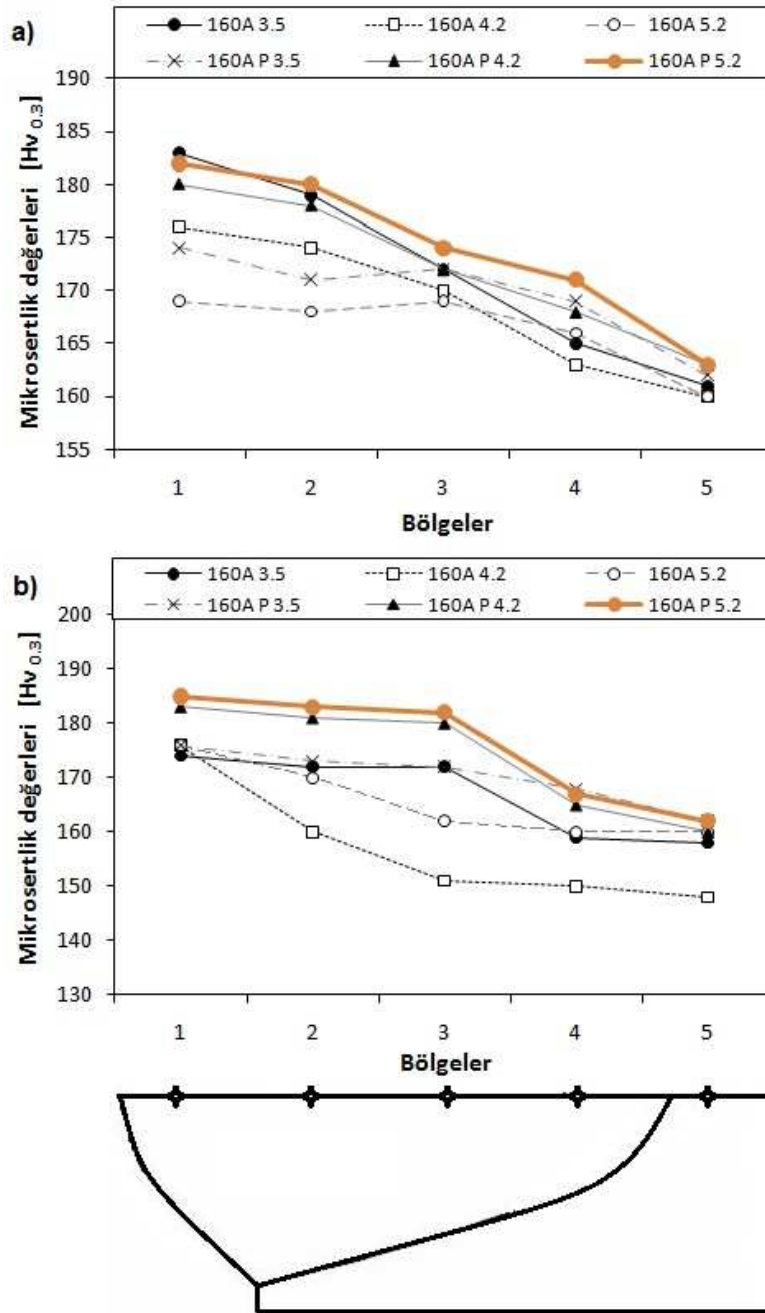 a)
160A 3.5 160A 4.2 160A 5.2
160A P 3.5 160A P 4.2 160A P 5.2
Mikrosertlik değerleri [Hv 0.3]
190
185
180
175
170
165
160
155
1 2 3 4 5
Bölgeler
b)
160A 3.5 160A 4.2 160A 5.2
160A P 3.5 160A P 4.2 160A P 5.2
Mikrosertlik değerleri [Hv 0.3]
200
190
180
170
160
150
140
130
1 2 3 4 5
Bölgeler